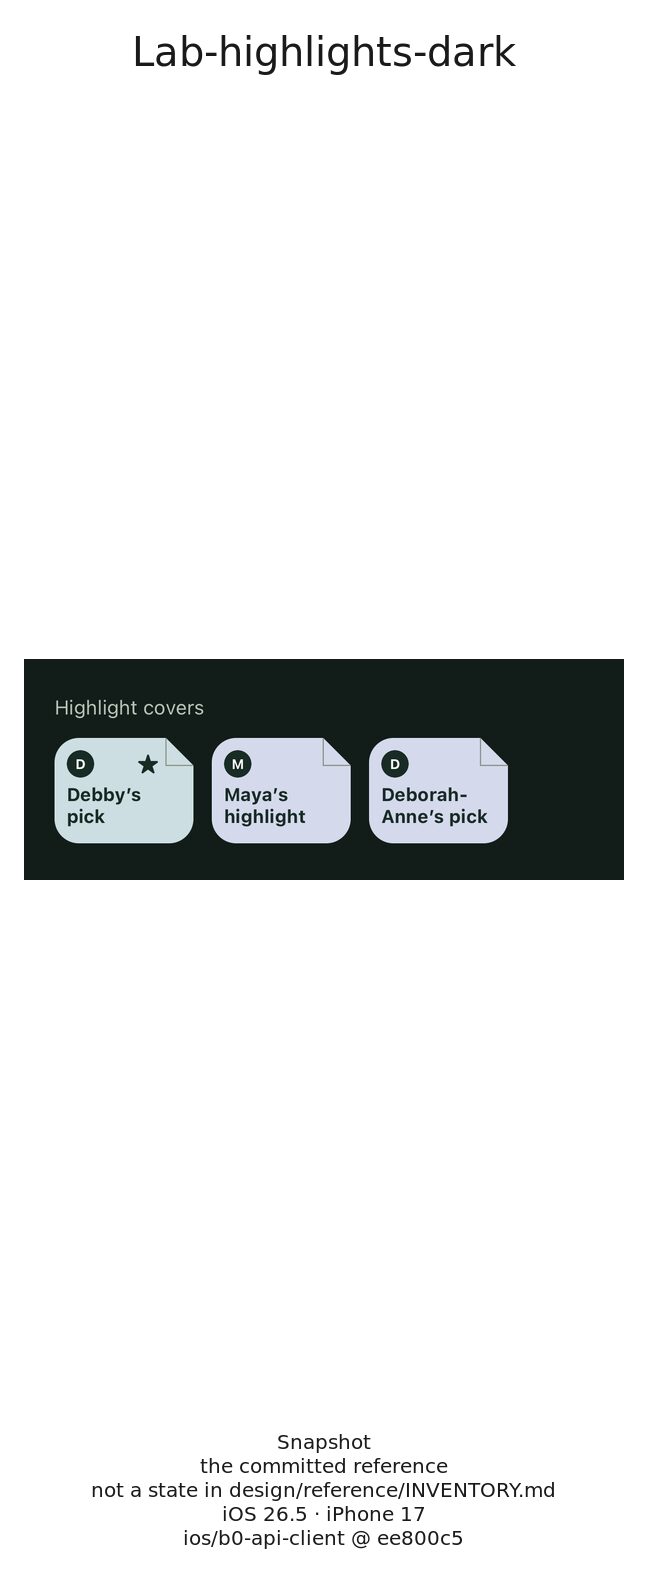 Lab-highlights-dark
Highlight covers
D
Debby’s
pick
M
Maya’s
highlight
D
Deborah-
Anne’s pick
Snapshot
the committed reference
not a state in design/reference/INVENTORY.md
iOS 26.5 · iPhone 17
ios/b0-api-client @ ee800c5